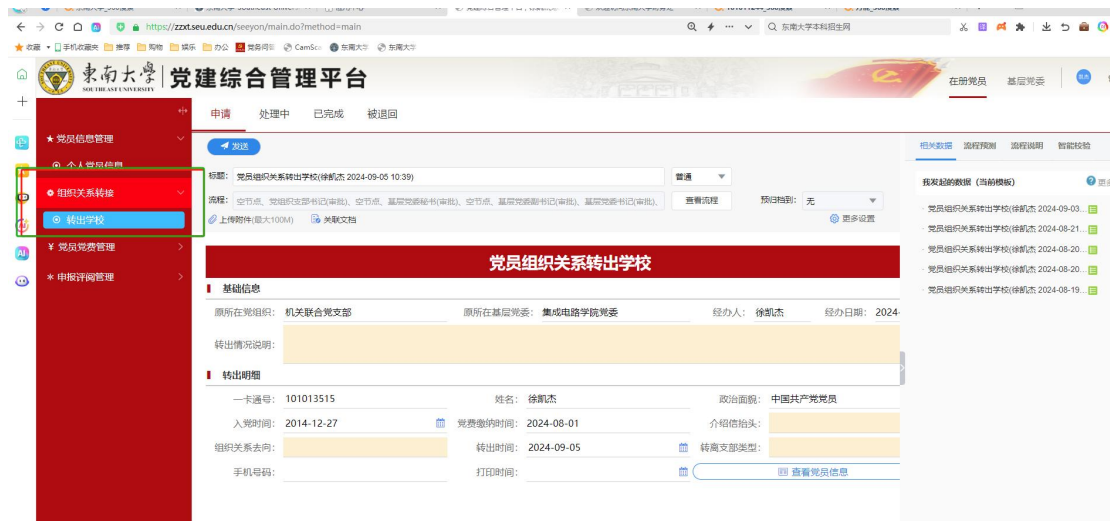 https://zzxt.seu.edu.cn/seeyon/main.do?method=main
东南大学本科招生网
收藏 手机收藏夹 推荐 购物 娱乐 办公 CamSc 东南大学 东南大学
東南大學 党建综合管理平台
SOUTHEAST UNIVERSITY
在册党员 基层党委
申请 处理中 已完成 被退回
★ 党员信息管理
个人党员信息
组织关系转接
转出学校
¥ 党员党费管理
申报评阅管理
发送
标题: 党员组织关系转出学校(徐凯杰 2024-09-05 10:39) 普通
流程: 空节点、党组织支部书记(审批)、空节点、基层党委秘书(审批)、空节点、基层党委副书记(审批)、基层党委书记(审批)、 查看流程 预归档到: 无
上传附件(最大100M) 关联文档 更多设置
党员组织关系转出学校
基础信息
原所在党组织: 机关联合党支部 原所在基层党委: 集成电路学院党委 经办人: 徐凯杰 经办日期: 2024-
转出情况说明:
转出明细
一卡通号: 101013515 姓名: 徐凯杰 政治面貌: 中国共产党党员
入党时间: 2014-12-27 党费缴纳时间: 2024-08-01 介绍信抬头:
组织关系去向: 转出时间: 2024-09-05 转离支部类型:
手机号码: 打印时间: 查看党员信息
相关数据 流程预测 流程说明 智能校验
我发起的数据（当前模板）
党员组织关系转出学校(徐凯杰 2024-09-03...
党员组织关系转出学校(徐凯杰 2024-08-21...
党员组织关系转出学校(徐凯杰 2024-08-20...
党员组织关系转出学校(徐凯杰 2024-08-20...
党员组织关系转出学校(徐凯杰 2024-08-19...